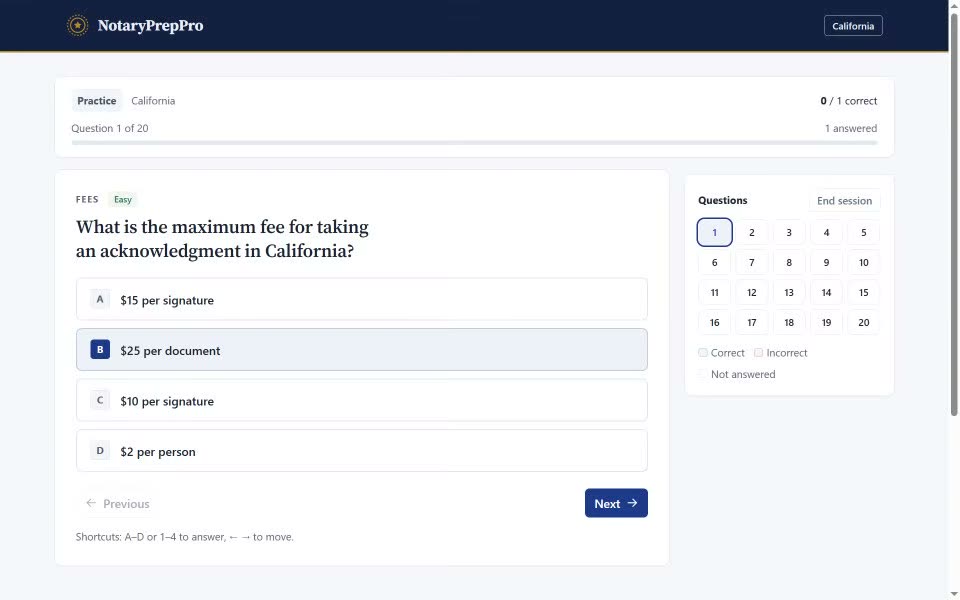 NotaryPrepPro
California
Practice California
0 / 1 correct
Question 1 of 20
1 answered
FEES Easy
What is the maximum fee for taking
an acknowledgment in California?
A $15 per signature
B $25 per document
C $10 per signature
D $2 per person
← Previous
Next →
Shortcuts: A–D or 1–4 to answer, ← → to move.
Questions
End session
1 2 3 4 5
6 7 8 9 10
11 12 13 14 15
16 17 18 19 20
Correct Incorrect
Not answered